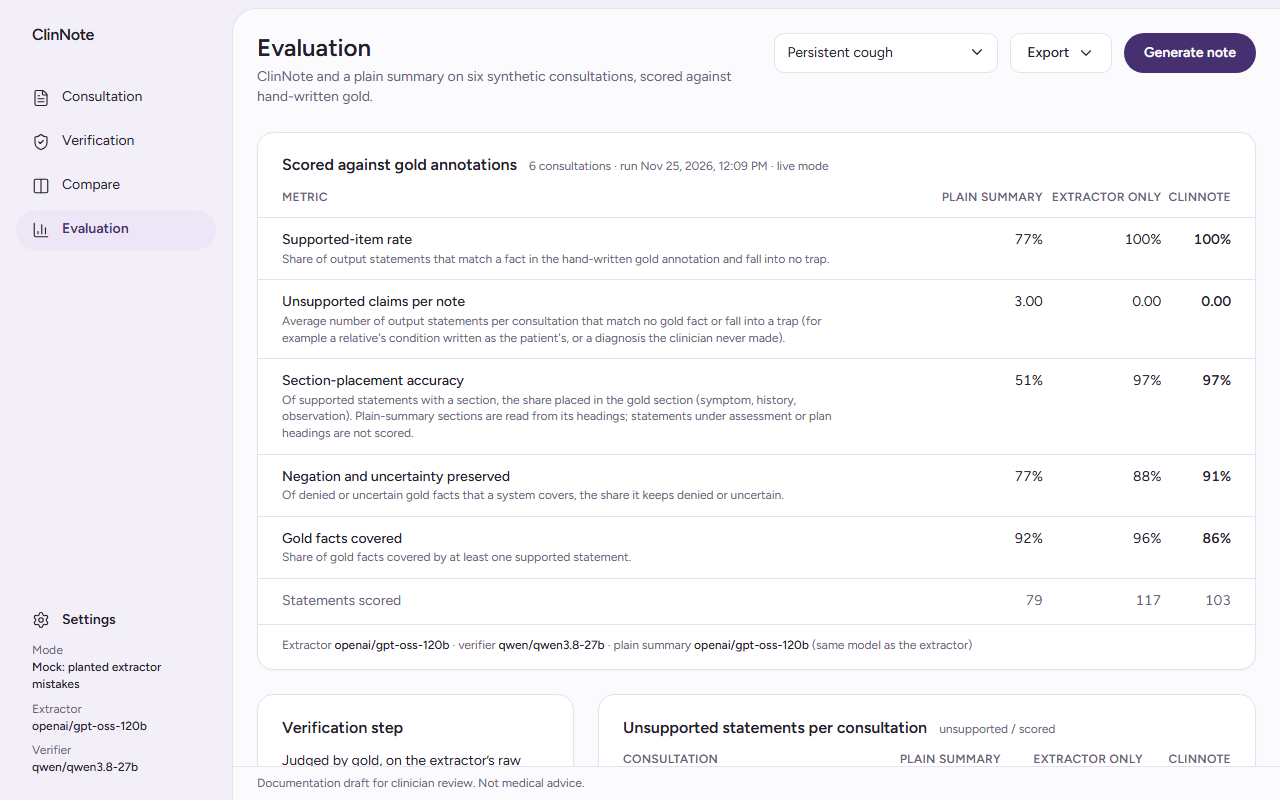 ClinNote
Consultation
Verification
Compare
Evaluation
Settings
Mode
Mock: planted extractor
mistakes
Extractor
openai/gpt-oss-120b
Verifier
qwen/qwen3.8-27b
Evaluation
ClinNote and a plain summary on six synthetic consultations, scored against
hand-written gold.
Persistent cough
Export
Generate note
Scored against gold annotations 6 consultations · run Nov 25, 2026, 12:09 PM · live mode
METRIC PLAIN SUMMARY EXTRACTOR ONLY CLINNOTE
Supported-item rate 77% 100% 100%
Share of output statements that match a fact in the hand-written gold annotation and fall into no trap.
Unsupported claims per note 3.00 0.00 0.00
Average number of output statements per consultation that match no gold fact or fall into a trap (for
example a relative's condition written as the patient's, or a diagnosis the clinician never made).
Section-placement accuracy 51% 97% 97%
Of supported statements with a section, the share placed in the gold section (symptom, history,
observation). Plain-summary sections are read from its headings; statements under assessment or plan
headings are not scored.
Negation and uncertainty preserved 77% 88% 91%
Of denied or uncertain gold facts that a system covers, the share it keeps denied or uncertain.
Gold facts covered 92% 96% 86%
Share of gold facts covered by at least one supported statement.
Statements scored 79 117 103
Extractor openai/gpt-oss-120b · verifier qwen/qwen3.8-27b · plain summary openai/gpt-oss-120b (same model as the extractor)
Verification step
Judged by gold, on the extractor's raw
Unsupported statements per consultation unsupported / scored
CONSULTATION PLAIN SUMMARY EXTRACTOR ONLY CLINNOTE
Documentation draft for clinician review. Not medical advice.